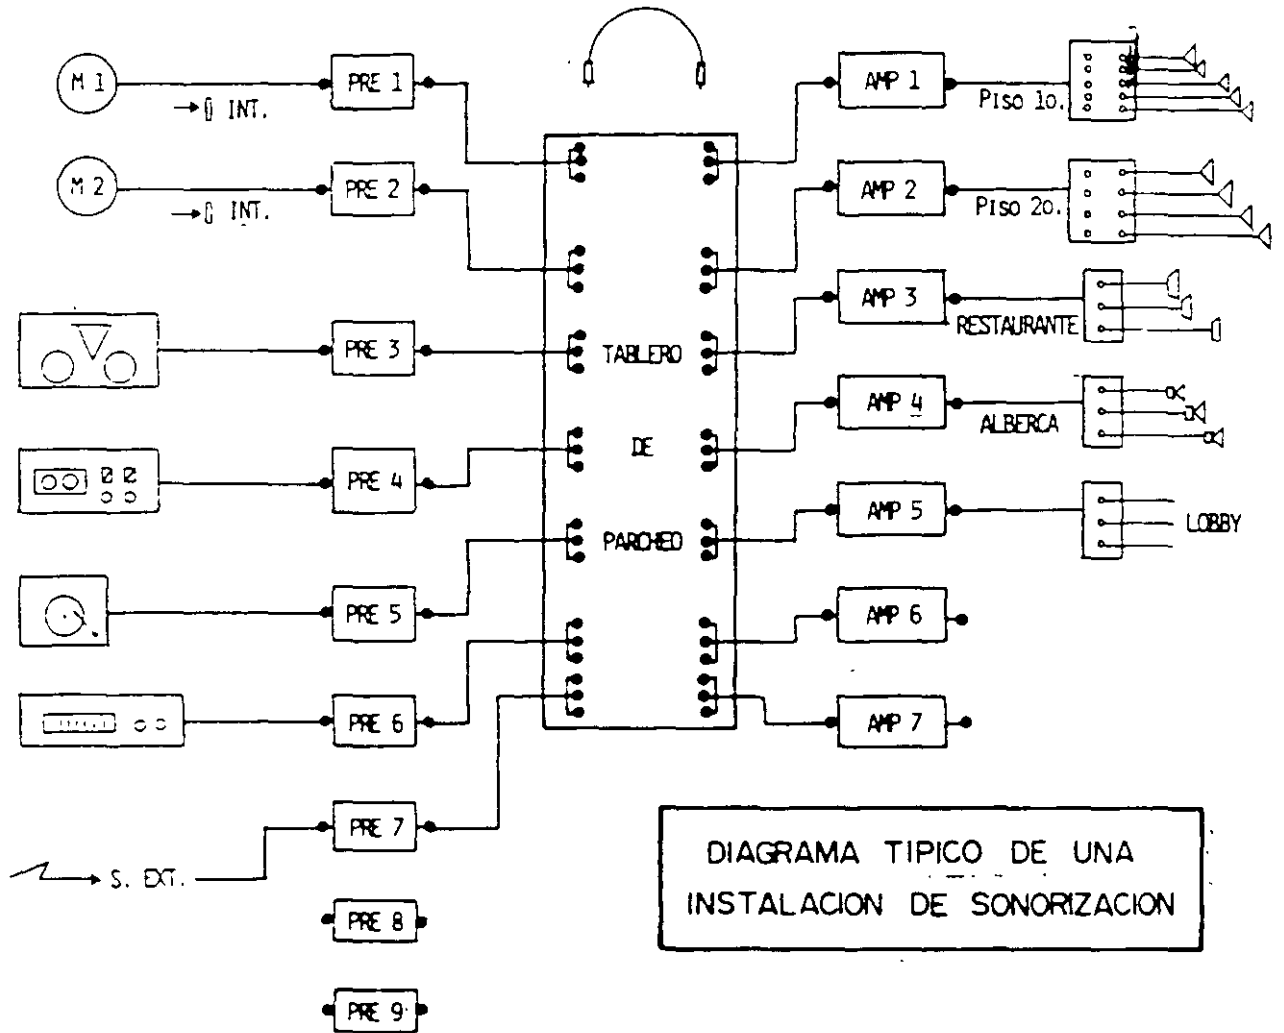 M 1
INT.
PRE 1
M 2
INT.
PRE 2
PRE 3
PRE 4
PRE 5
PRE 6
PRE 7
S. EXT.
PRE 8
PRE 9
TABLERO
DE
PARCHEO
AMP 1
PISO 1O.
AMP 2
PISO 2O.
AMP 3
RESTAURANTE
AMP 4
ALBERCA
AMP 5
LOBBY
AMP 6
AMP 7
DIAGRAMA TIPICO DE UNA
INSTALACION DE SONORIZACION